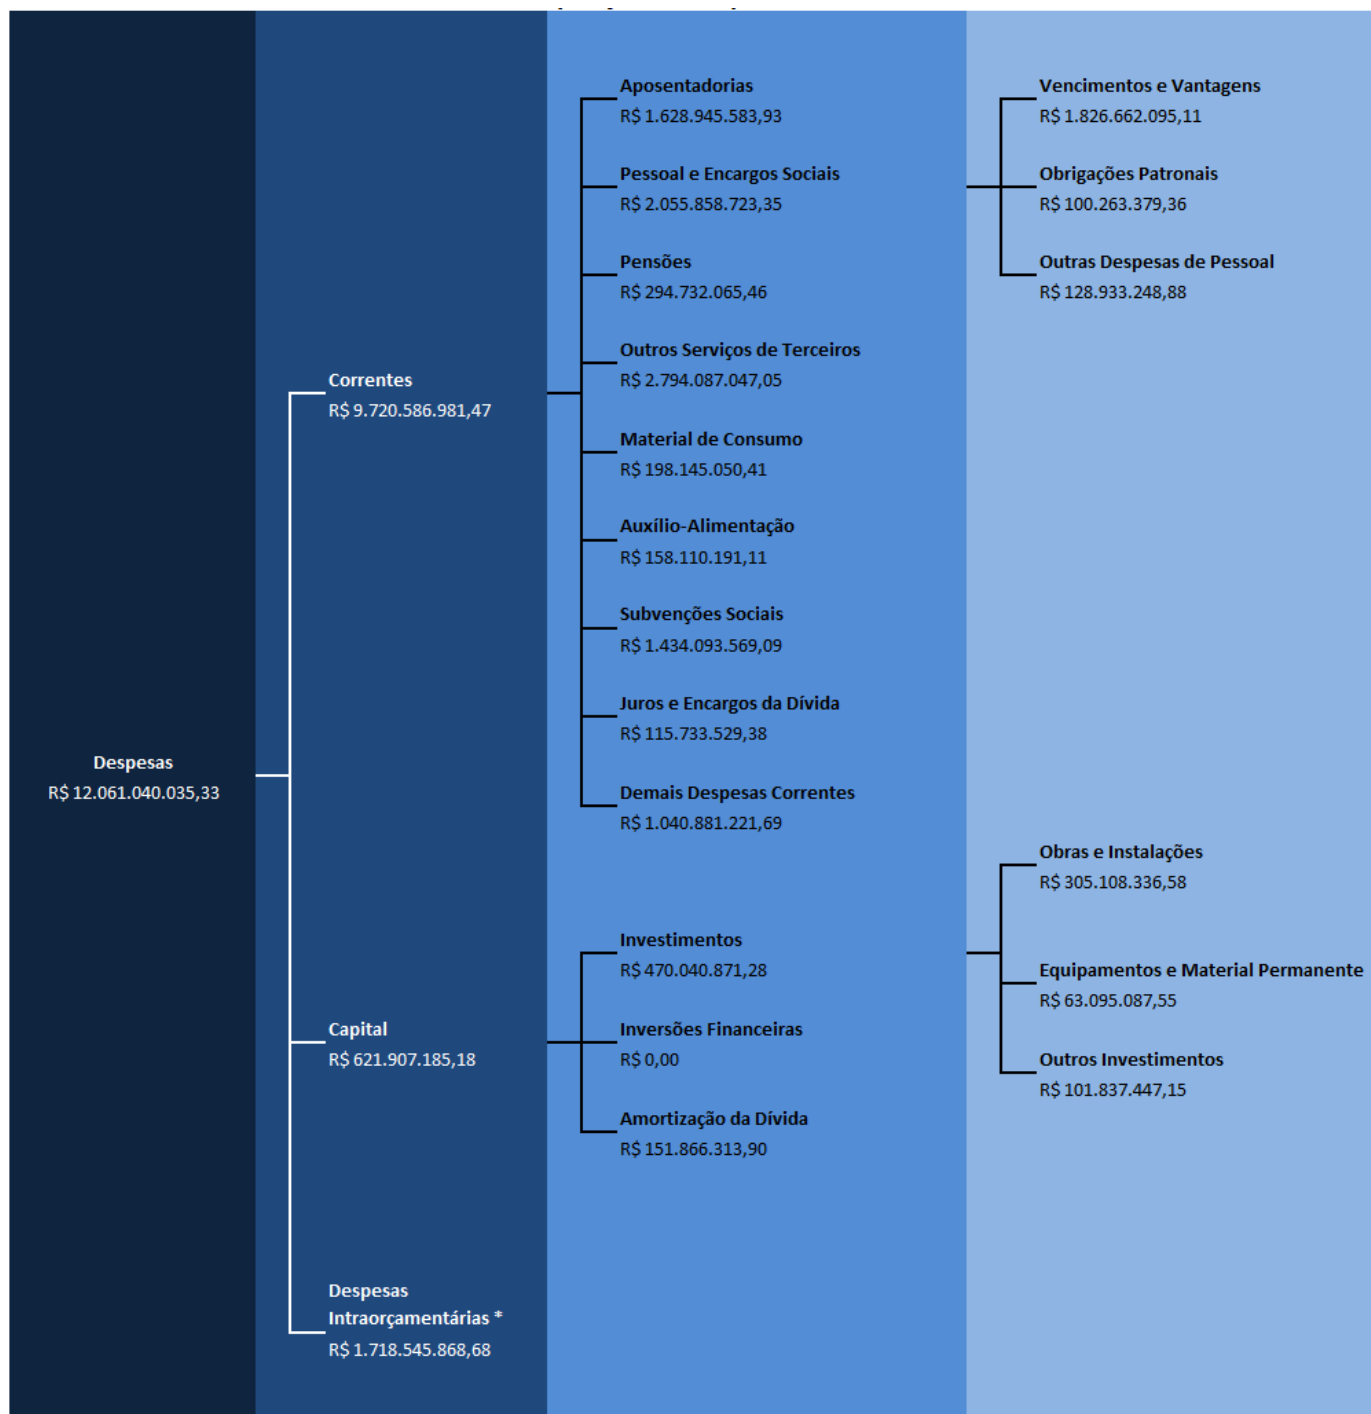 Despesas
R$ 12.061.040.035,33
Correntes
R$ 9.720.586.981,47
Aposentadorias
R$ 1.628.945.583,93
Pessoal e Encargos Sociais
R$ 2.055.858.723,35
Vencimentos e Vantagens
R$ 1.826.662.095,11
Obrigações Patronais
R$ 100.263.379,36
Outras Despesas de Pessoal
R$ 128.933.248,88
Pensões
R$ 294.732.065,46
Outros Serviços de Terceiros
R$ 2.794.087.047,05
Material de Consumo
R$ 198.145.050,41
Auxílio-Alimentação
R$ 158.110.191,11
Subvenções Sociais
R$ 1.434.093.569,09
Juros e Encargos da Dívida
R$ 115.733.529,38
Demais Despesas Correntes
R$ 1.040.881.221,69
Capital
R$ 621.907.185,18
Investimentos
R$ 470.040.871,28
Obras e Instalações
R$ 305.108.336,58
Equipamentos e Material Permanente
R$ 63.095.087,55
Outros Investimentos
R$ 101.837.447,15
Inversões Financeiras
R$ 0,00
Amortização da Dívida
R$ 151.866.313,90
Despesas
Intraorçamentárias *
R$ 1.718.545.868,68